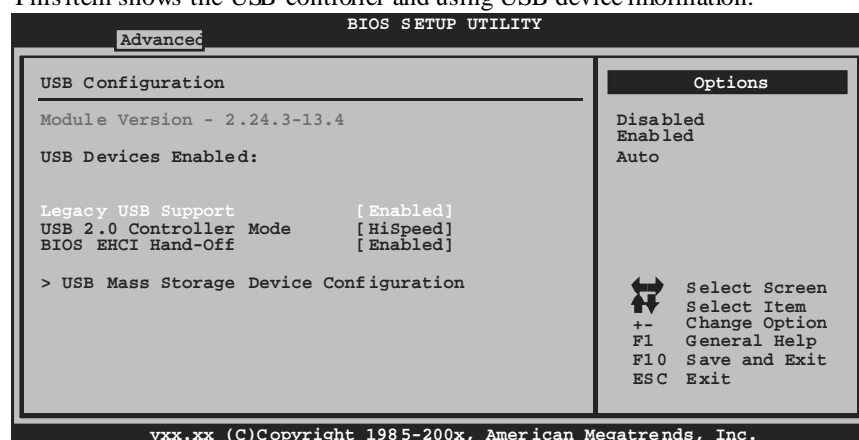 This item shows the USB controller and using USB device information.
BIOS SETUP UTILITY
Advanced
USB Configuration
Module Version - 2.24.3-13.4
USB Devices Enabled:
Legacy USB Support [Enabled]
USB 2.0 Controller Mode [HiSpeed]
BIOS EHCI Hand-Off [Enabled]
> USB Mass Storage Device Configuration
Options
Disabled
Enabled
Auto
Select Screen
Select Item
+- Change Option
F1 General Help
F10 Save and Exit
ESC Exit
vxx.xx (C)Copyright 1985-200x, American Megatrends, Inc.